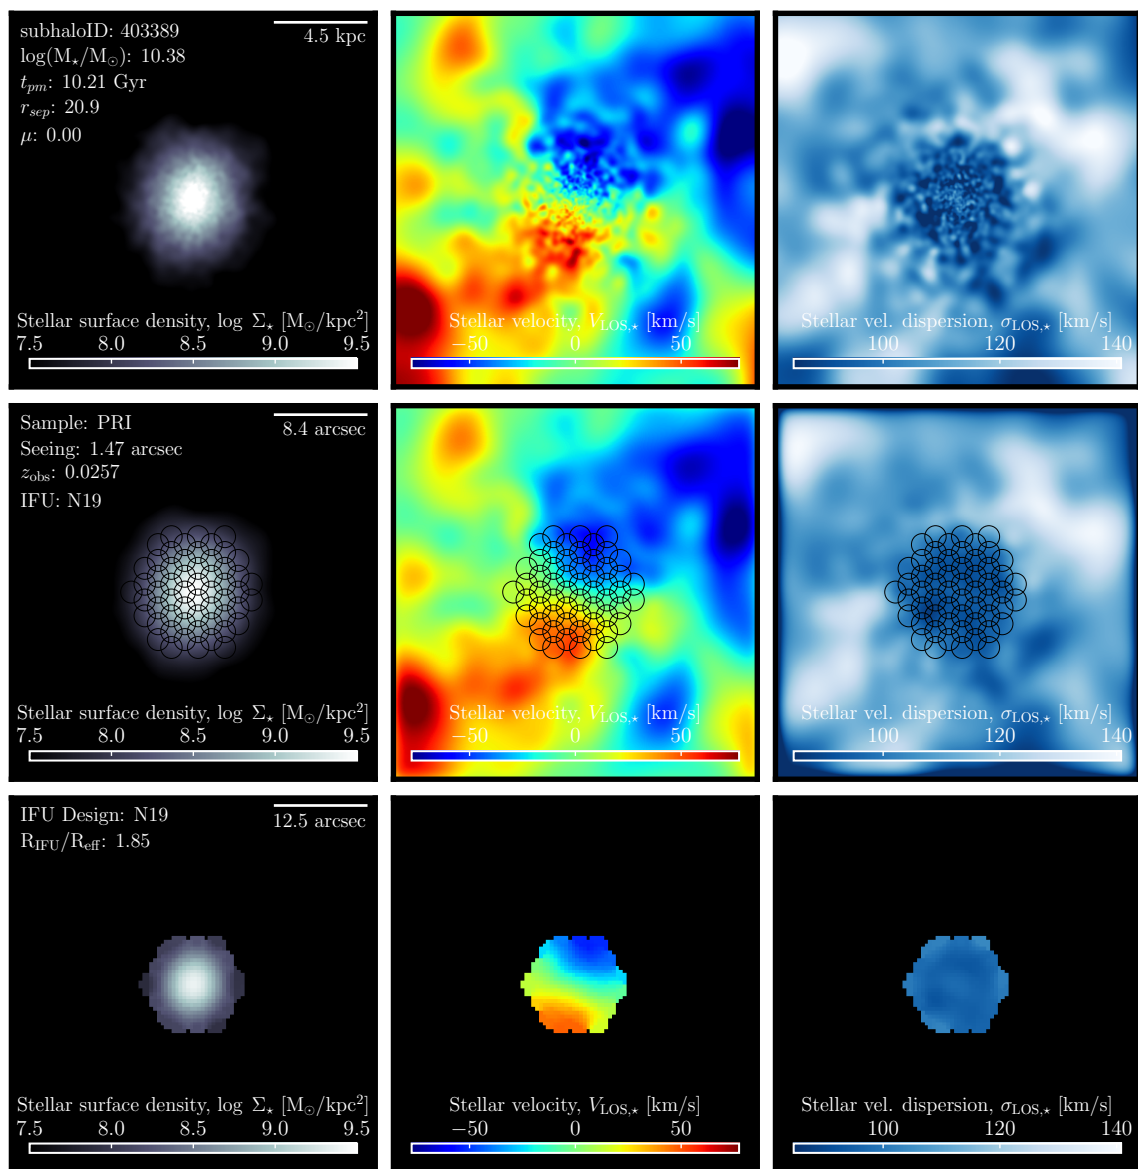 subhaloID: 403389
4.5 kpc
log(M⋆/M☉): 10.38
t_pm: 10.21 Gyr
r_sep: 20.9
μ: 0.00
Stellar surface density, log Σ⋆ [M☉/kpc²]
7.5 8.0 8.5 9.0 9.5
Stellar velocity, V_LOS,⋆ [km/s]
−50 0 50
Stellar vel. dispersion, σ_LOS,⋆ [km/s]
100 120 140
Sample: PRI
8.4 arcsec
Seeing: 1.47 arcsec
z_obs: 0.0257
IFU: N19
Stellar surface density, log Σ⋆ [M☉/kpc²]
7.5 8.0 8.5 9.0 9.5
Stellar velocity, V_LOS,⋆ [km/s]
−50 0 50
Stellar vel. dispersion, σ_LOS,⋆ [km/s]
100 120 140
IFU Design: N19
12.5 arcsec
R_IFU/R_eff: 1.85
Stellar surface density, log Σ⋆ [M☉/kpc²]
7.5 8.0 8.5 9.0 9.5
Stellar velocity, V_LOS,⋆ [km/s]
−50 0 50
Stellar vel. dispersion, σ_LOS,⋆ [km/s]
100 120 140